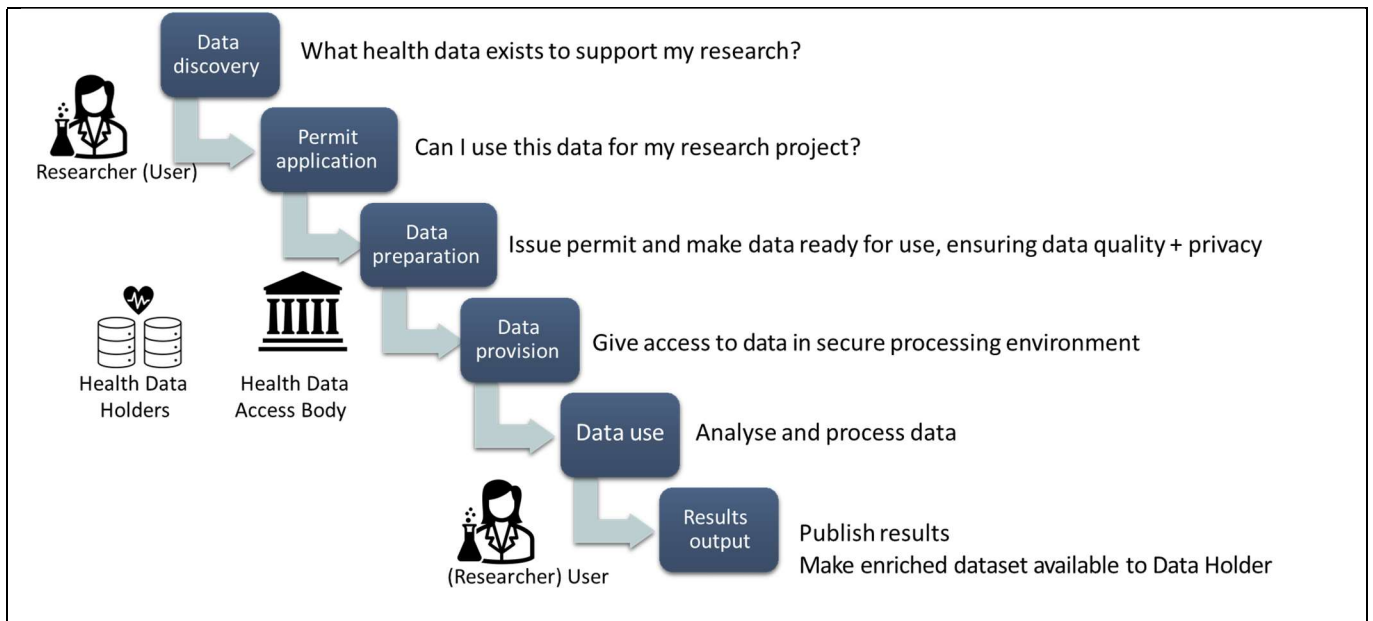 Data
discovery
What health data exists to support my research?
Researcher (User)
Permit
application
Can I use this data for my research project?
Data
preparation
Issue permit and make data ready for use, ensuring data quality + privacy
Health Data
Holders
Health Data
Access Body
Data
provision
Give access to data in secure processing environment
Data use
Analyse and process data
(Researcher) User
Results
output
Publish results
Make enriched dataset available to Data Holder